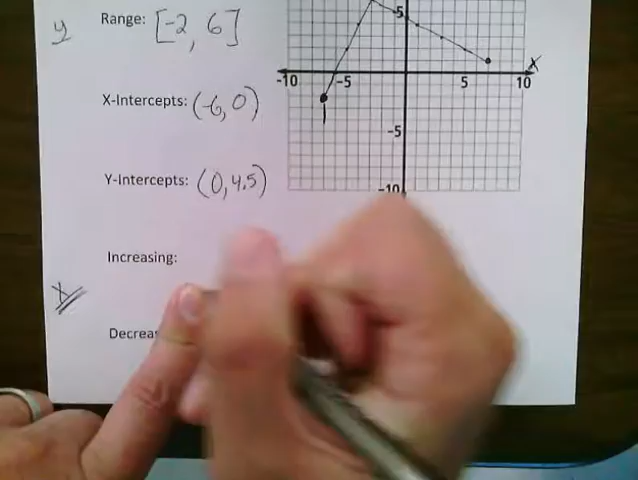 y Range: [-2, 6]
X-Intercepts: (-6, 0)
Y-Intercepts: (0, 4.5)
Increasing:
X
Decreas
5
X
-10 -5 5 10
-5
-10